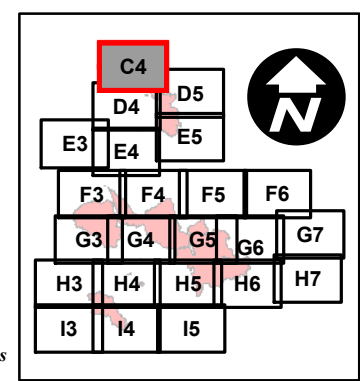 C4
D4 D5
E3 E4 E5
N
F3 F4 F5 F6
G3 G4 G5 G6 G7
H3 H4 H5 H6 H7
I3 I4 I5
s